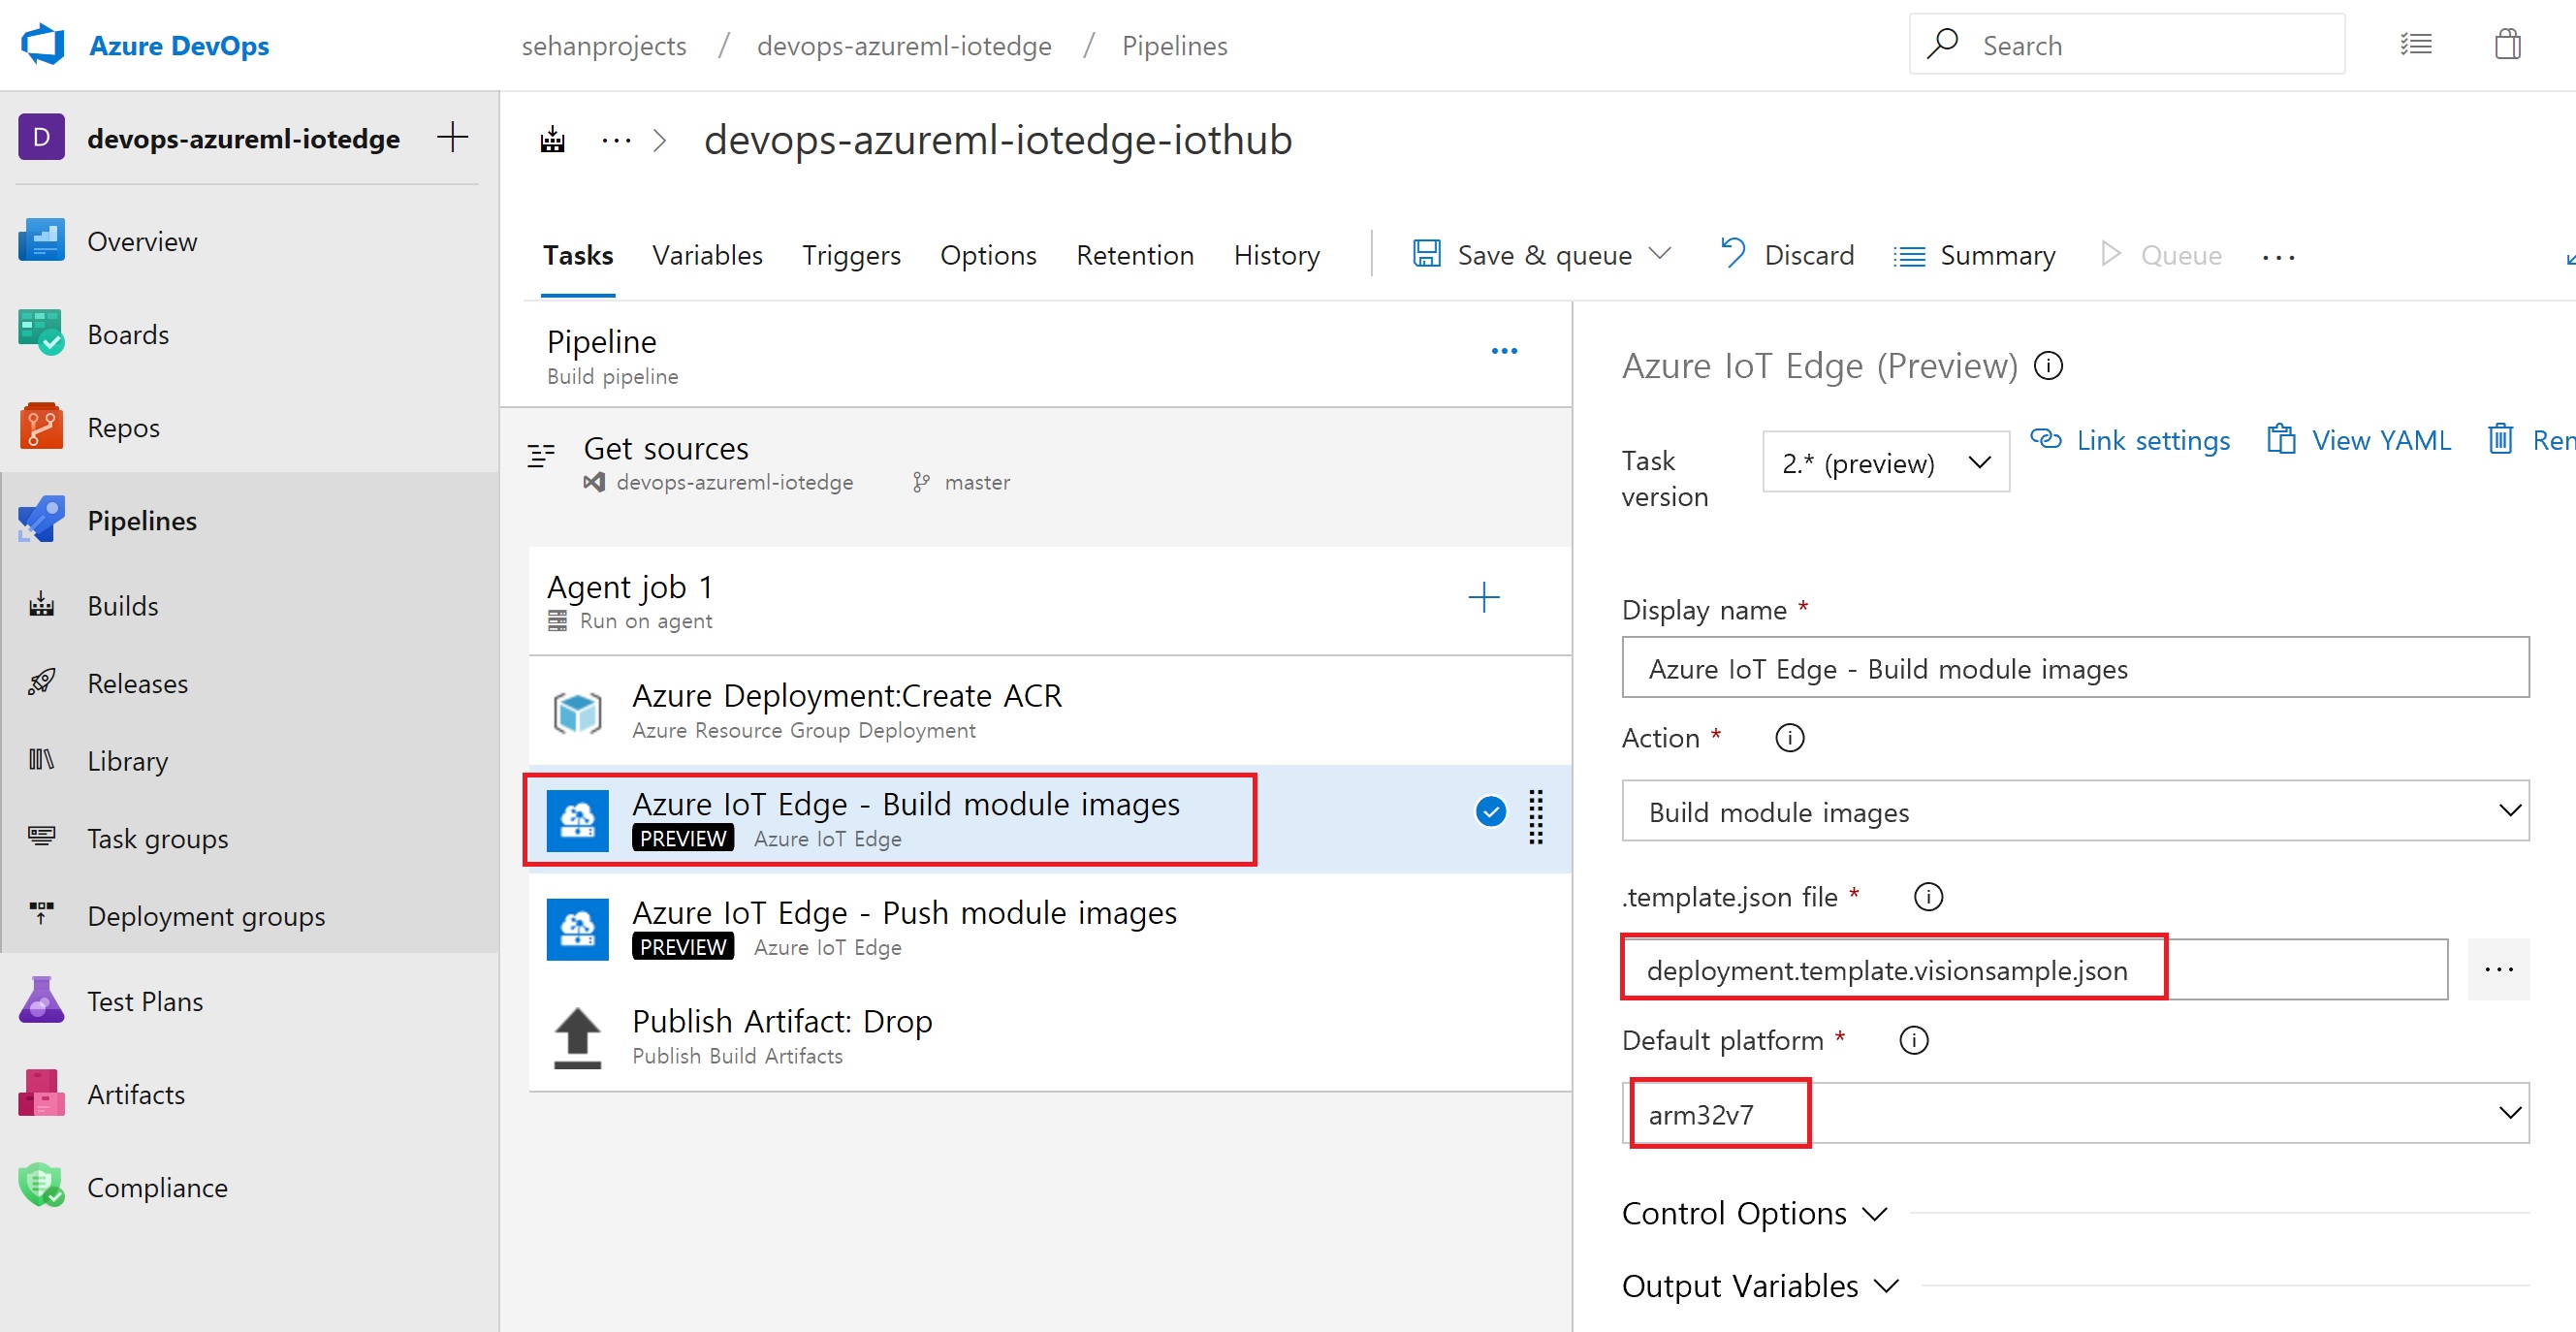 Azure DevOps
sehanprojects / devops-azureml-iotedge / Pipelines
Search
D devops-azureml-iotedge
Overview
Boards
Repos
Pipelines
Builds
Releases
Library
Task groups
Deployment groups
Test Plans
Artifacts
Compliance
... > devops-azureml-iotedge-iothub
Tasks Variables Triggers Options Retention History Save & queue Discard Summary Queue ...
Pipeline
Build pipeline
Get sources
devops-azureml-iotedge master
Agent job 1
Run on agent
Azure Deployment:Create ACR
Azure Resource Group Deployment
Azure IoT Edge - Build module images
PREVIEW Azure IoT Edge
Azure IoT Edge - Push module images
PREVIEW Azure IoT Edge
Publish Artifact: Drop
Publish Build Artifacts
Azure IoT Edge (Preview)
Task version 2.* (preview) Link settings View YAML
Display name *
Azure IoT Edge - Build module images
Action *
Build module images
.template.json file *
deployment.template.visionsample.json
Default platform *
arm32v7
Control Options
Output Variables